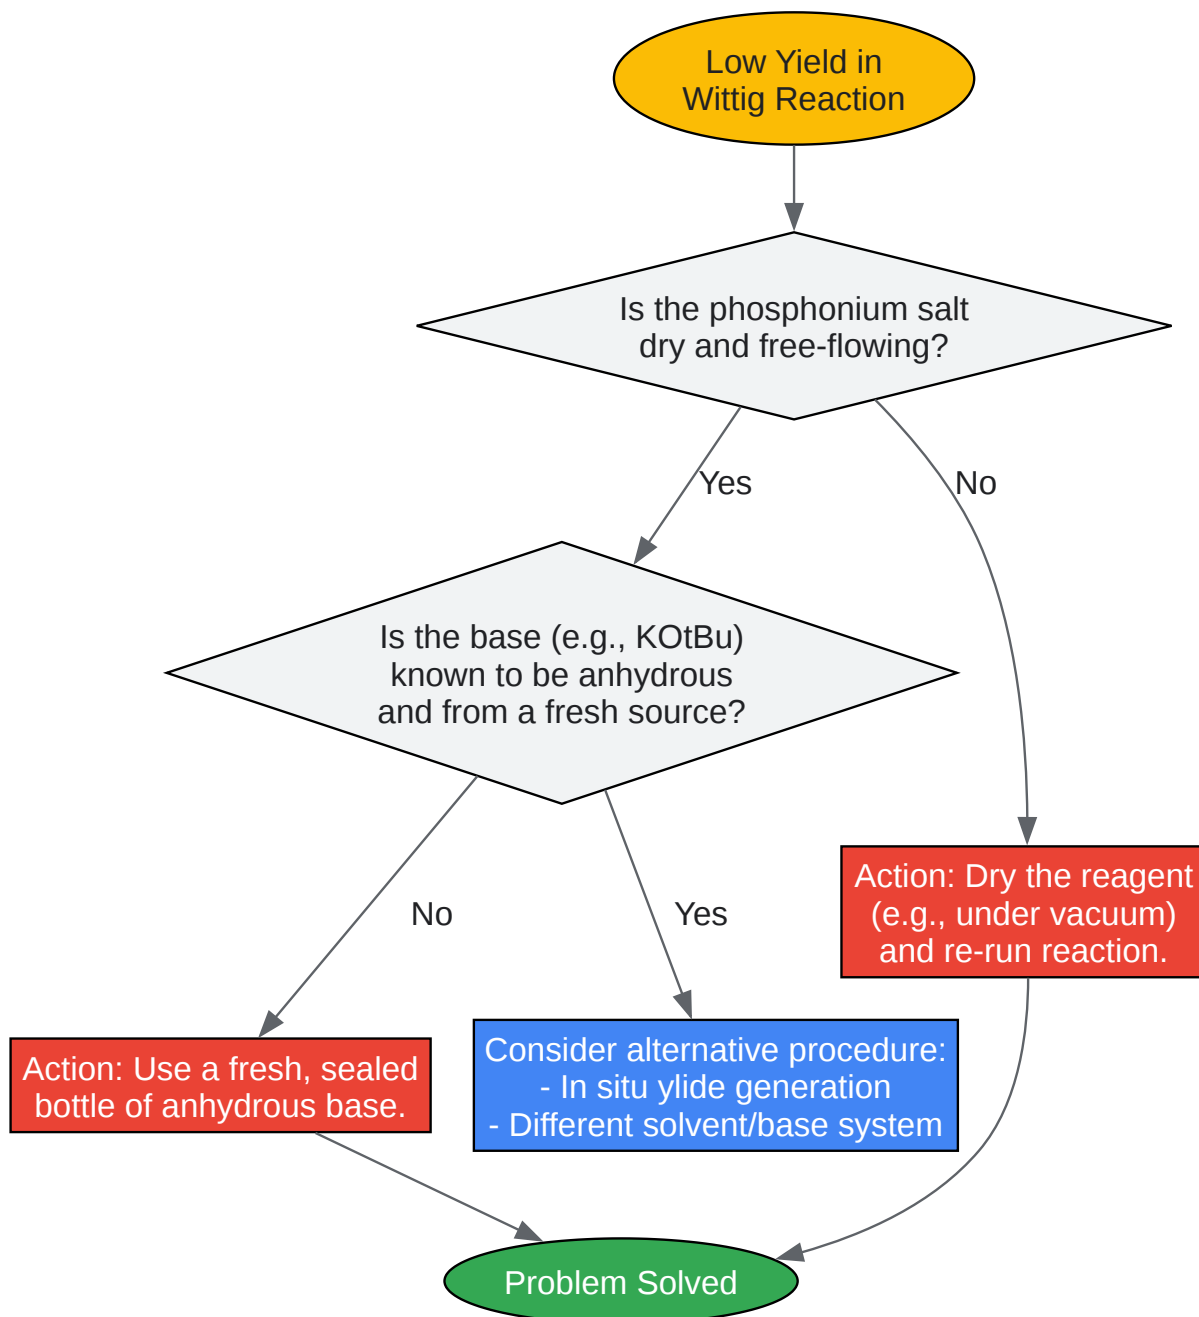 Low Yield in
Wittig Reaction
Is the phosphonium salt
dry and free-flowing?
Yes
No
Is the base (e.g., KOtBu)
known to be anhydrous
and from a fresh source?
Action: Dry the reagent
(e.g., under vacuum)
and re-run reaction.
No
Yes
Action: Use a fresh, sealed
bottle of anhydrous base.
Consider alternative procedure:
- In situ ylide generation
- Different solvent/base system
Problem Solved